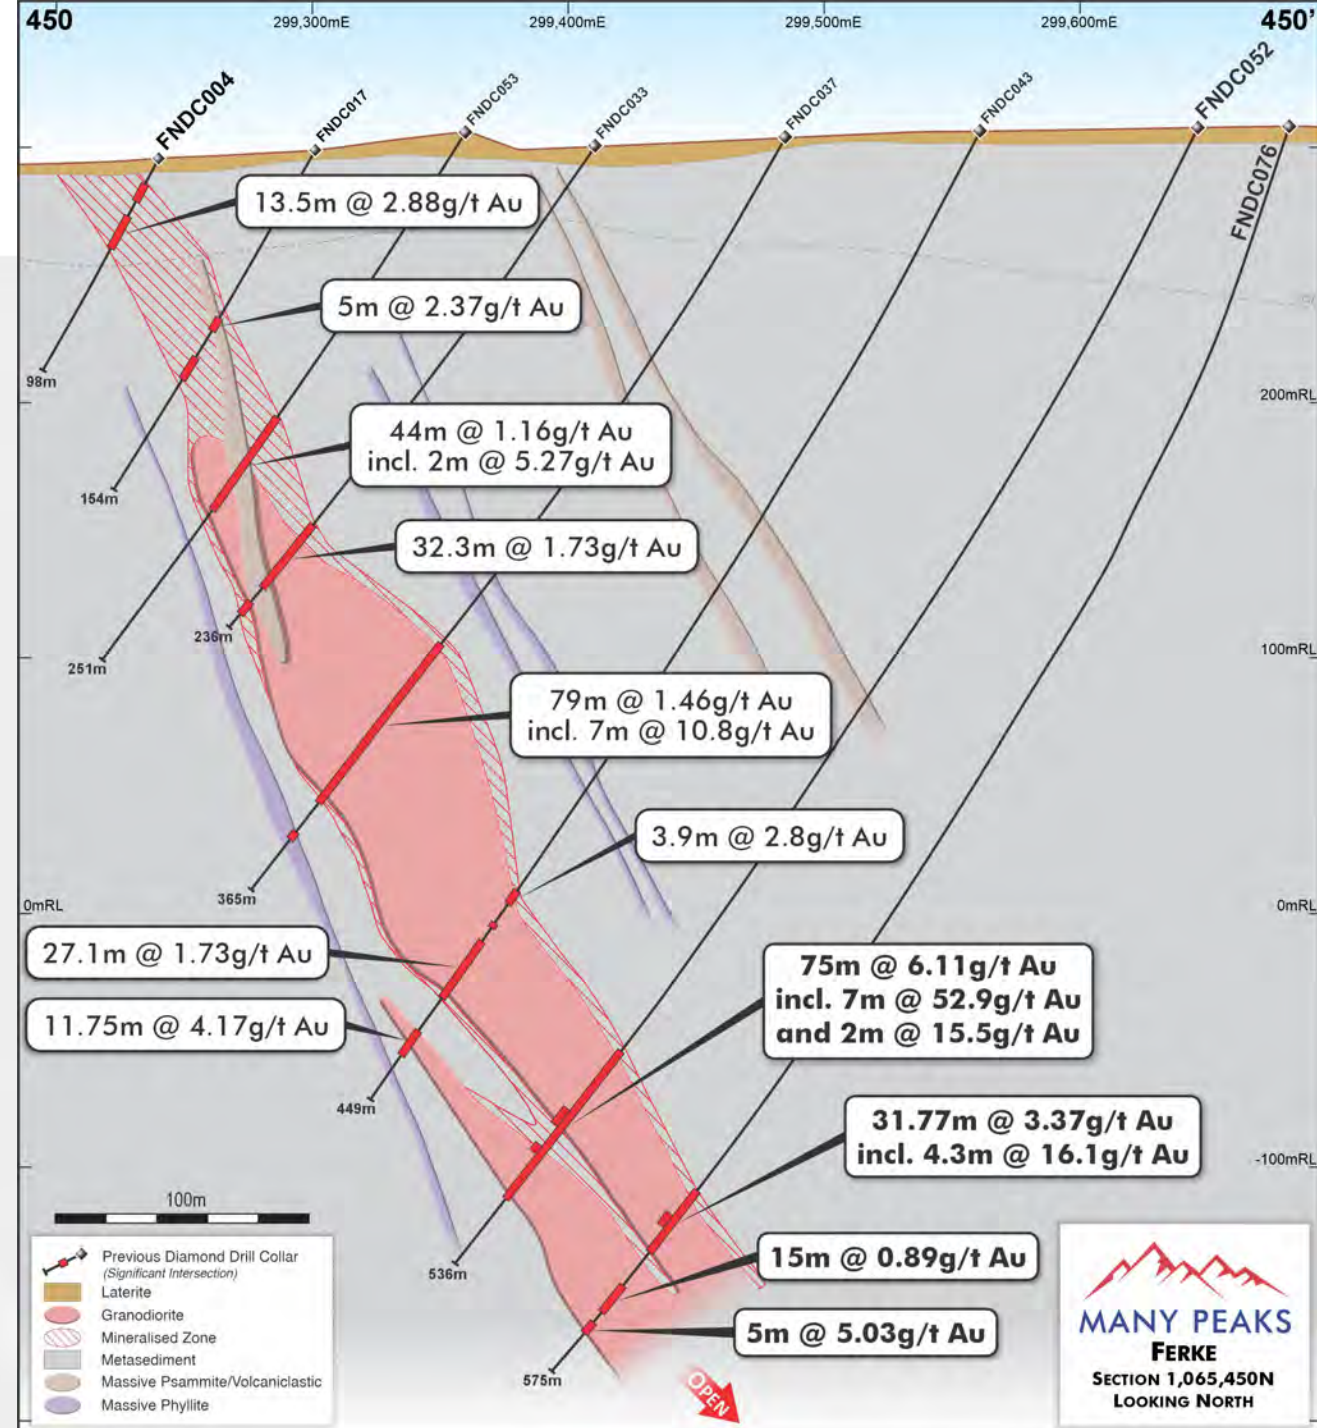 450
299,300mE
299,400mE
299,500mE
299,600mE
450'
FNDC004
FNDC017
FNDC053
FNDC033
FNDC037
FNDC043
FNDC052
FNDC076
13.5m @ 2.88g/t Au
5m @ 2.37g/t Au
98m
200mRL
44m @ 1.16g/t Au
incl. 2m @ 5.27g/t Au
154m
32.3m @ 1.73g/t Au
236m
251m
100mRL
79m @ 1.46g/t Au
incl. 7m @ 10.8g/t Au
3.9m @ 2.8g/t Au
365m
0mRL
0mRL
27.1m @ 1.73g/t Au
75m @ 6.11g/t Au
incl. 7m @ 52.9g/t Au
and 2m @ 15.5g/t Au
11.75m @ 4.17g/t Au
449m
31.77m @ 3.37g/t Au
incl. 4.3m @ 16.1g/t Au
-100mRL
100m
15m @ 0.89g/t Au
536m
5m @ 5.03g/t Au
575m
OPEN
Previous Diamond Drill Collar
(Significant Intersection)
Laterite
Granodiorite
Mineralised Zone
Metasediment
Massive Psammite/Volcaniclastic
Massive Phyllite
MANY PEAKS
FERKE
SECTION 1,065,450N
LOOKING NORTH